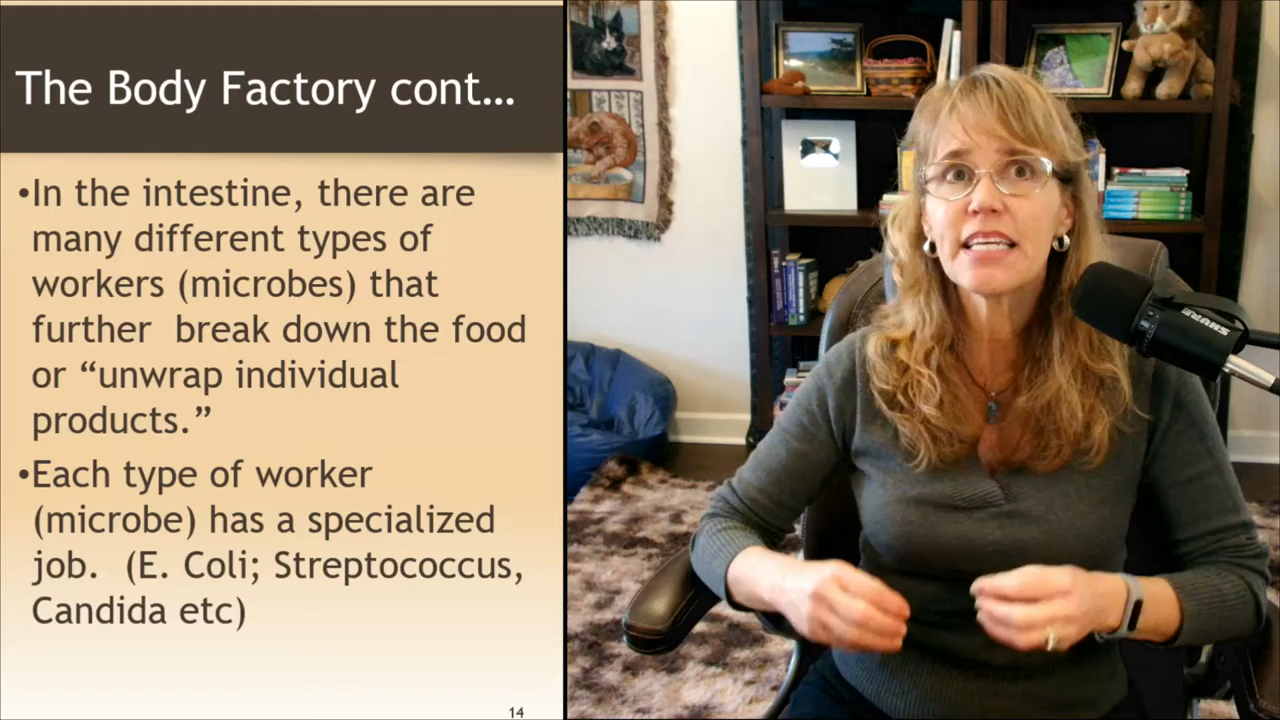 The Body Factory cont…
•In the intestine, there are
many different types of
workers (microbes) that
further  break down the food
or “unwrap individual
products.”
•Each type of worker
(microbe) has a specialized
job.  (E. Coli; Streptococcus,
Candida etc)
14
SHURE